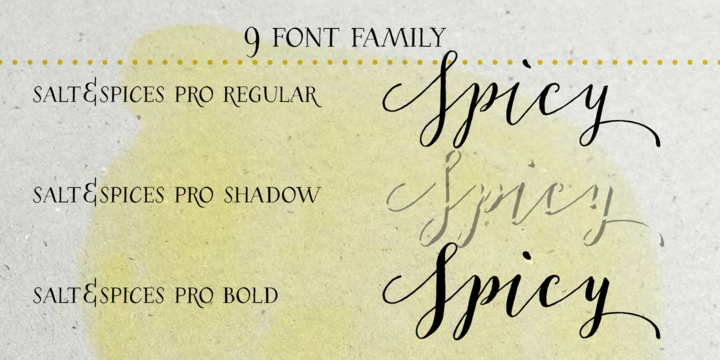 9 FONT FAMILY
SALT&SPICES PRO REGULAR Spicy
SALT&SPICES PRO SHADOW Spicy
SALT&SPICES PRO BOLD Spicy